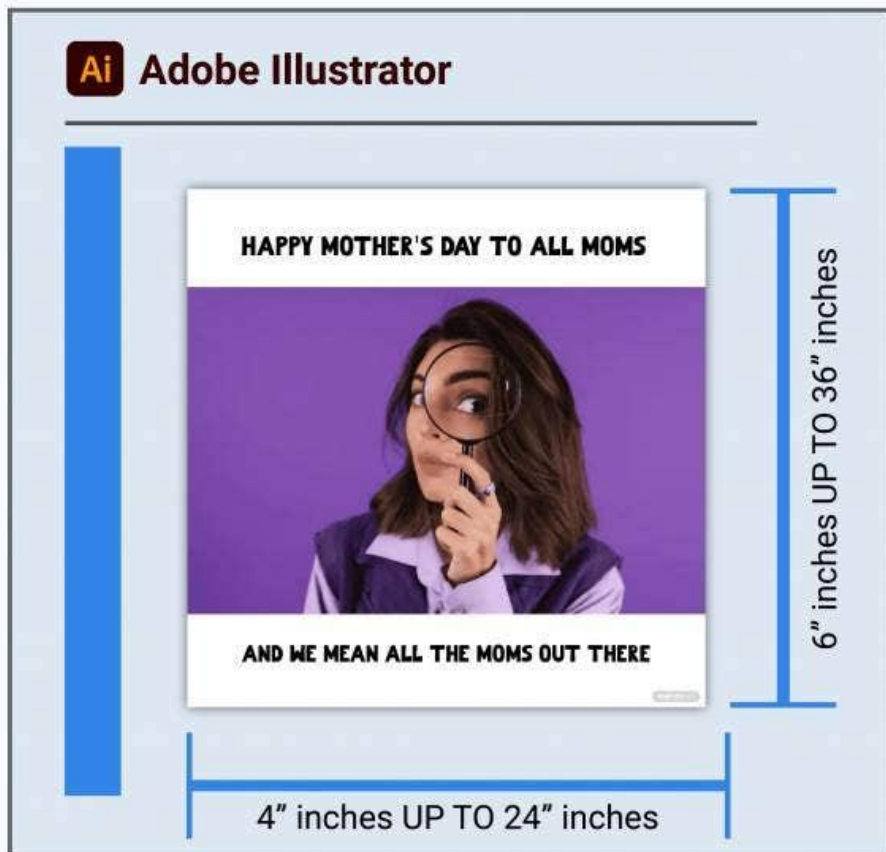 Ai Adobe Illustrator
HAPPY MOTHER'S DAY TO ALL MOMS
AND WE MEAN ALL THE MOMS OUT THERE
6” inches UP TO 36” inches
4” inches UP TO 24” inches